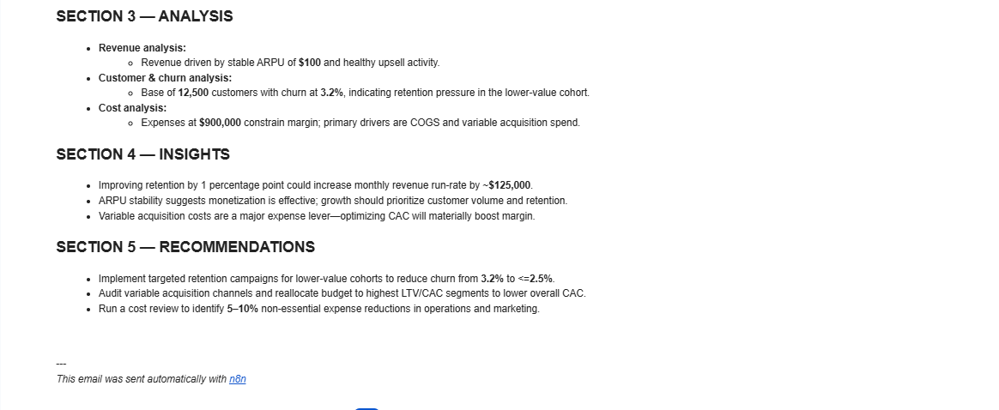 SECTION 3 — ANALYSIS
• Revenue analysis:
○ Revenue driven by stable ARPU of $100 and healthy upsell activity.
• Customer & churn analysis:
○ Base of 12,500 customers with churn at 3.2%, indicating retention pressure in the lower-value cohort.
• Cost analysis:
○ Expenses at $900,000 constrain margin; primary drivers are COGS and variable acquisition spend.
SECTION 4 — INSIGHTS
• Improving retention by 1 percentage point could increase monthly revenue run-rate by ~$125,000.
• ARPU stability suggests monetization is effective; growth should prioritize customer volume and retention.
• Variable acquisition costs are a major expense lever—optimizing CAC will materially boost margin.
SECTION 5 — RECOMMENDATIONS
• Implement targeted retention campaigns for lower-value cohorts to reduce churn from 3.2% to <=2.5%.
• Audit variable acquisition channels and reallocate budget to highest LTV/CAC segments to lower overall CAC.
• Run a cost review to identify 5–10% non-essential expense reductions in operations and marketing.
---
This email was sent automatically with n8n